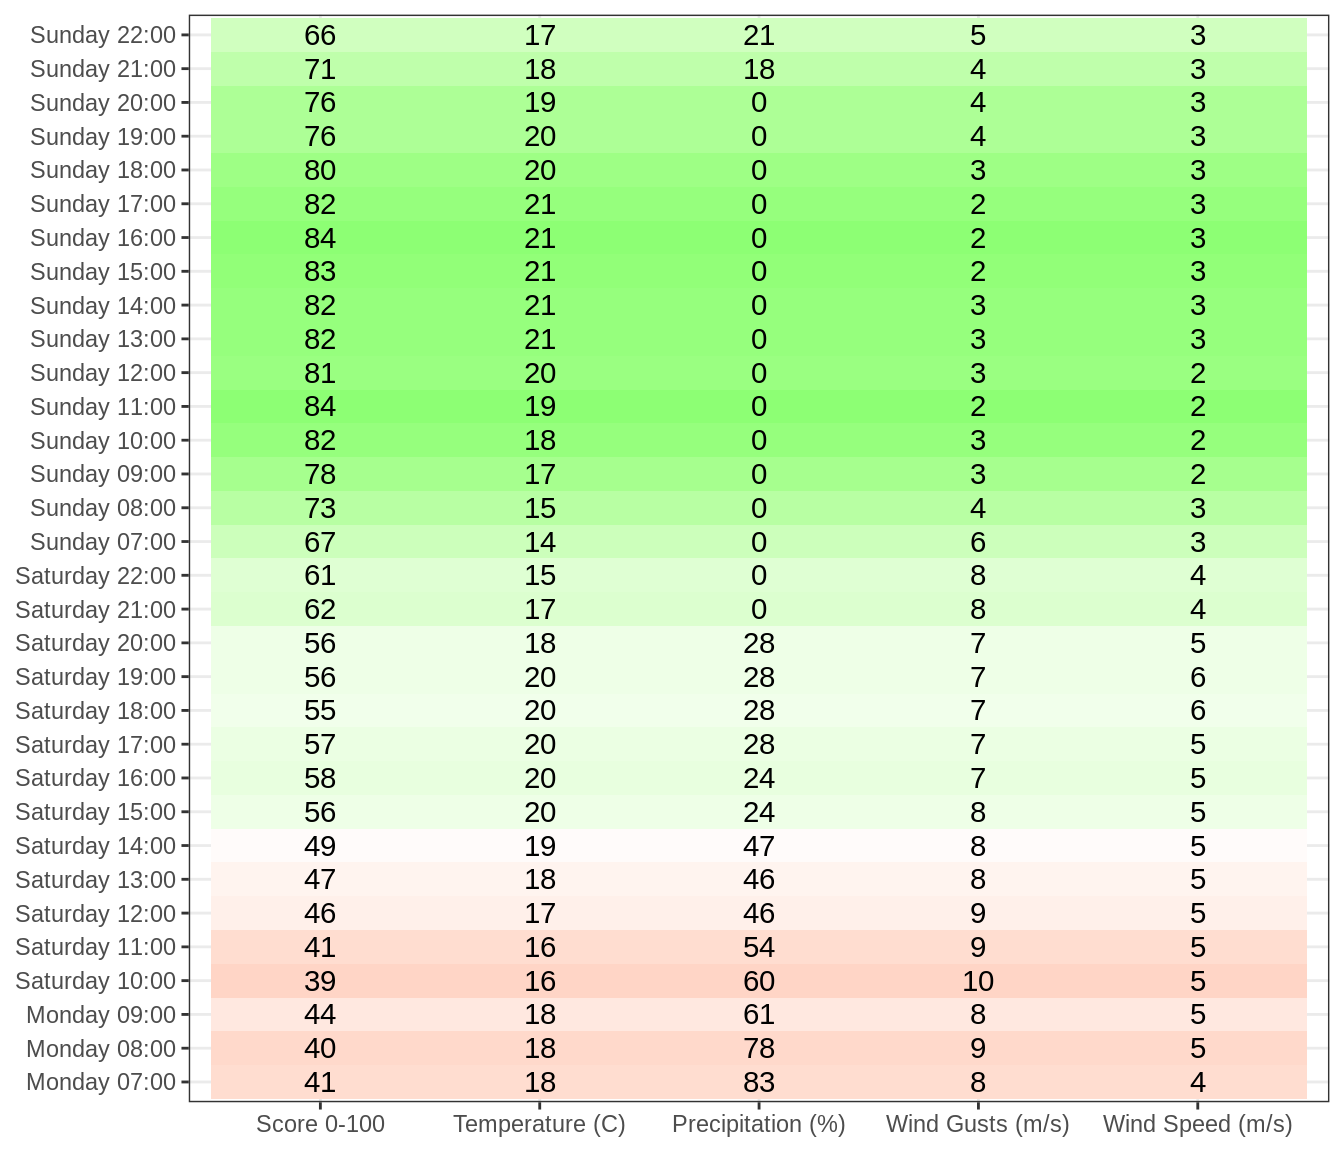 Sunday 22:00 66 17 21 5 3
Sunday 21:00 71 18 18 4 3
Sunday 20:00 76 19 0 4 3
Sunday 19:00 76 20 0 4 3
Sunday 18:00 80 20 0 3 3
Sunday 17:00 82 21 0 2 3
Sunday 16:00 84 21 0 2 3
Sunday 15:00 83 21 0 2 3
Sunday 14:00 82 21 0 3 3
Sunday 13:00 82 21 0 3 3
Sunday 12:00 81 20 0 3 2
Sunday 11:00 84 19 0 2 2
Sunday 10:00 82 18 0 3 2
Sunday 09:00 78 17 0 3 2
Sunday 08:00 73 15 0 4 3
Sunday 07:00 67 14 0 6 3
Saturday 22:00 61 15 0 8 4
Saturday 21:00 62 17 0 8 4
Saturday 20:00 56 18 28 7 5
Saturday 19:00 56 20 28 7 6
Saturday 18:00 55 20 28 7 6
Saturday 17:00 57 20 28 7 5
Saturday 16:00 58 20 24 7 5
Saturday 15:00 56 20 24 8 5
Saturday 14:00 49 19 47 8 5
Saturday 13:00 47 18 46 8 5
Saturday 12:00 46 17 46 9 5
Saturday 11:00 41 16 54 9 5
Saturday 10:00 39 16 60 10 5
Monday 09:00 44 18 61 8 5
Monday 08:00 40 18 78 9 5
Monday 07:00 41 18 83 8 4
Score 0-100 Temperature (C) Precipitation (%) Wind Gusts (m/s) Wind Speed (m/s)